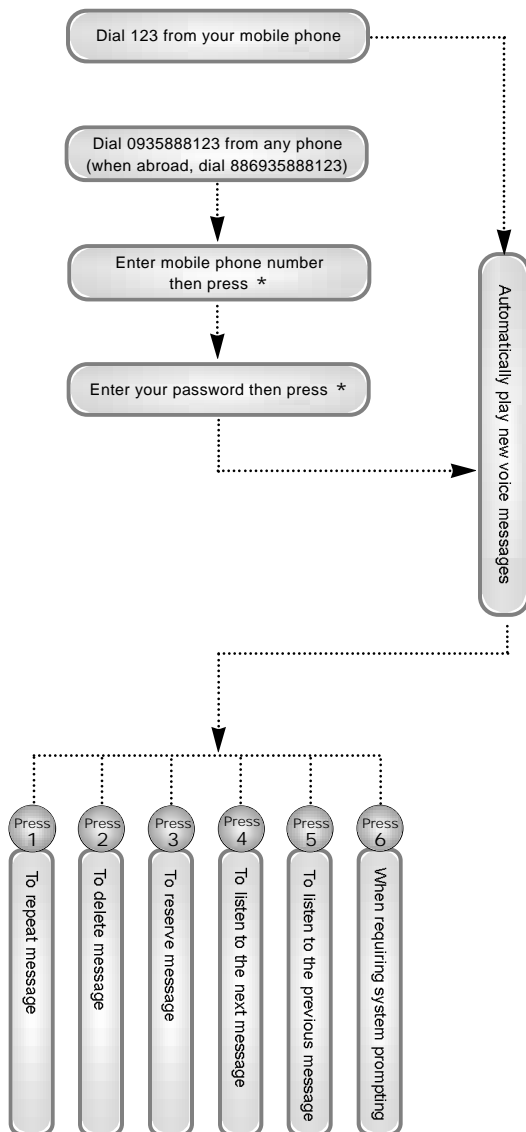 Dial 123 from your mobile phone
Dial 0935888123 from any phone
(when abroad, dial 886935888123)
Enter mobile phone number
then press *
Enter your password then press *
Automatically play new voice messages
Press
1
To repeat message
Press
2
To delete message
Press
3
To reserve message
Press
4
To listen to the next message
Press
5
To listen to the previous message
Press
6
When requiring system prompting